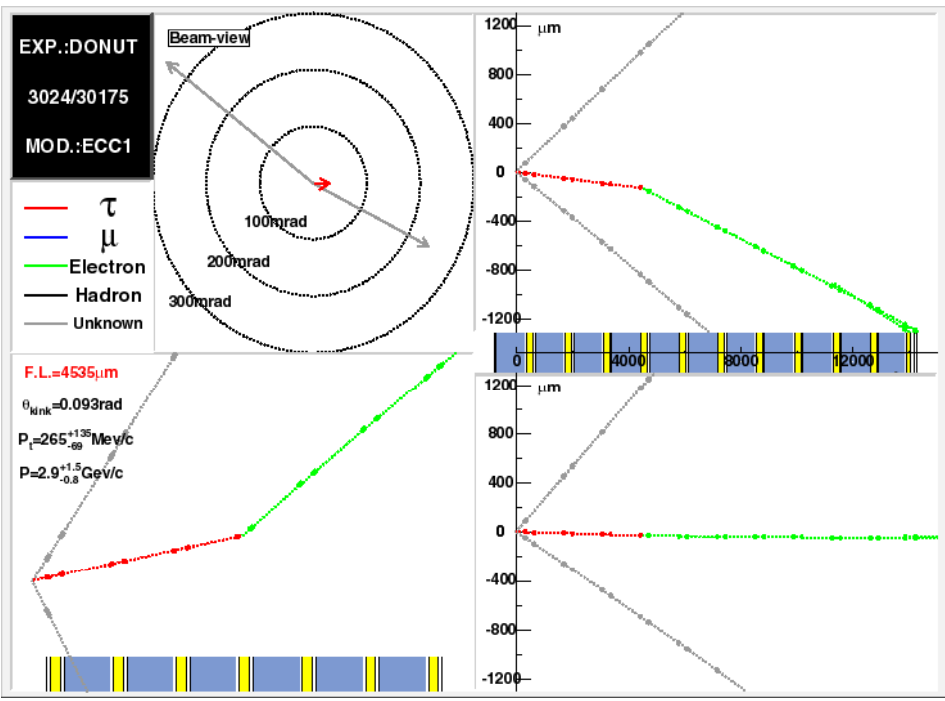 EXP.:DONUT
3024/30175
MOD.:ECC1
τ
μ
Electron
Hadron
Unknown
Beam-view
100mrad
200mrad
300mrad
1200
μm
800
400
0
-400
-800
-1200
0
4000
8000
12000
F.L.=4535μm
θkink=0.093rad
Pt=265+135-69Mev/c
P=2.9+1.5-0.8Gev/c
1200
μm
800
400
0
-400
-800
-1200